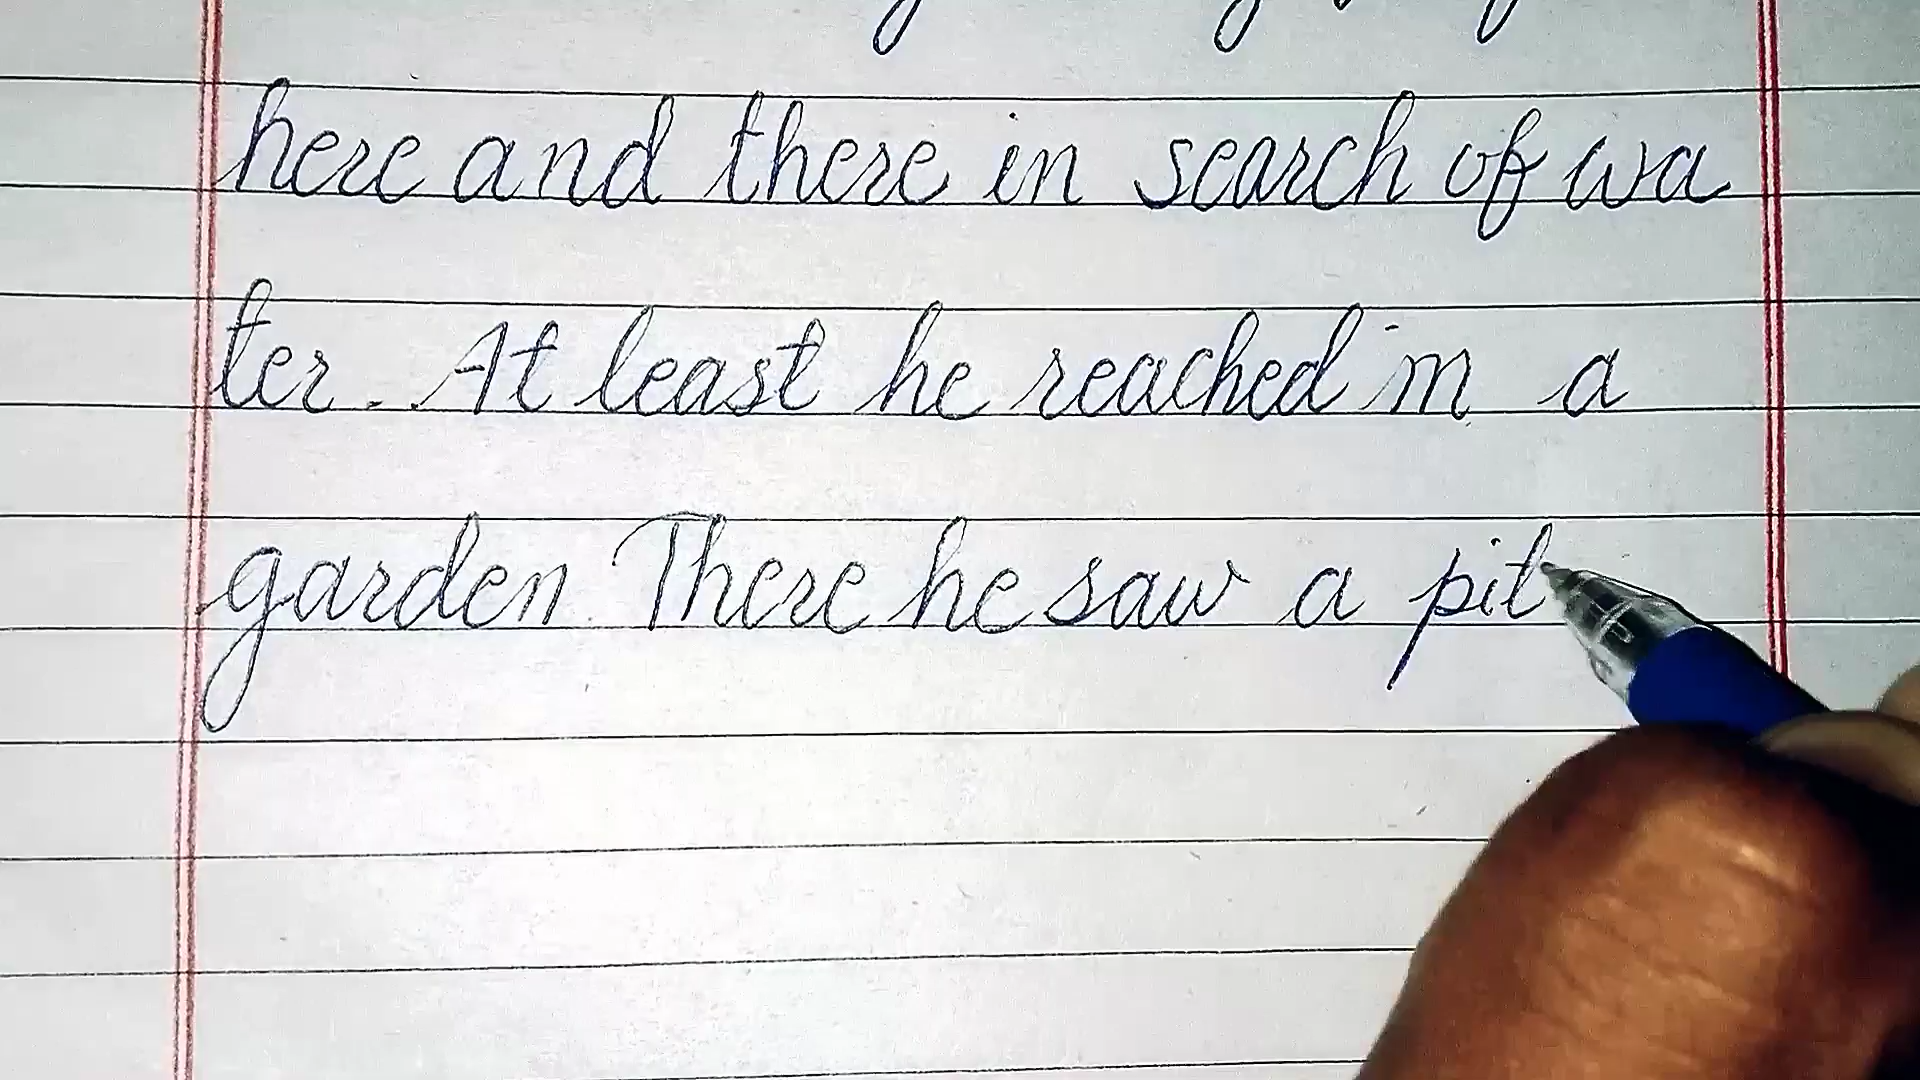 here and there in search of wa
ter. At least he reached in a
garden. There he saw a pit